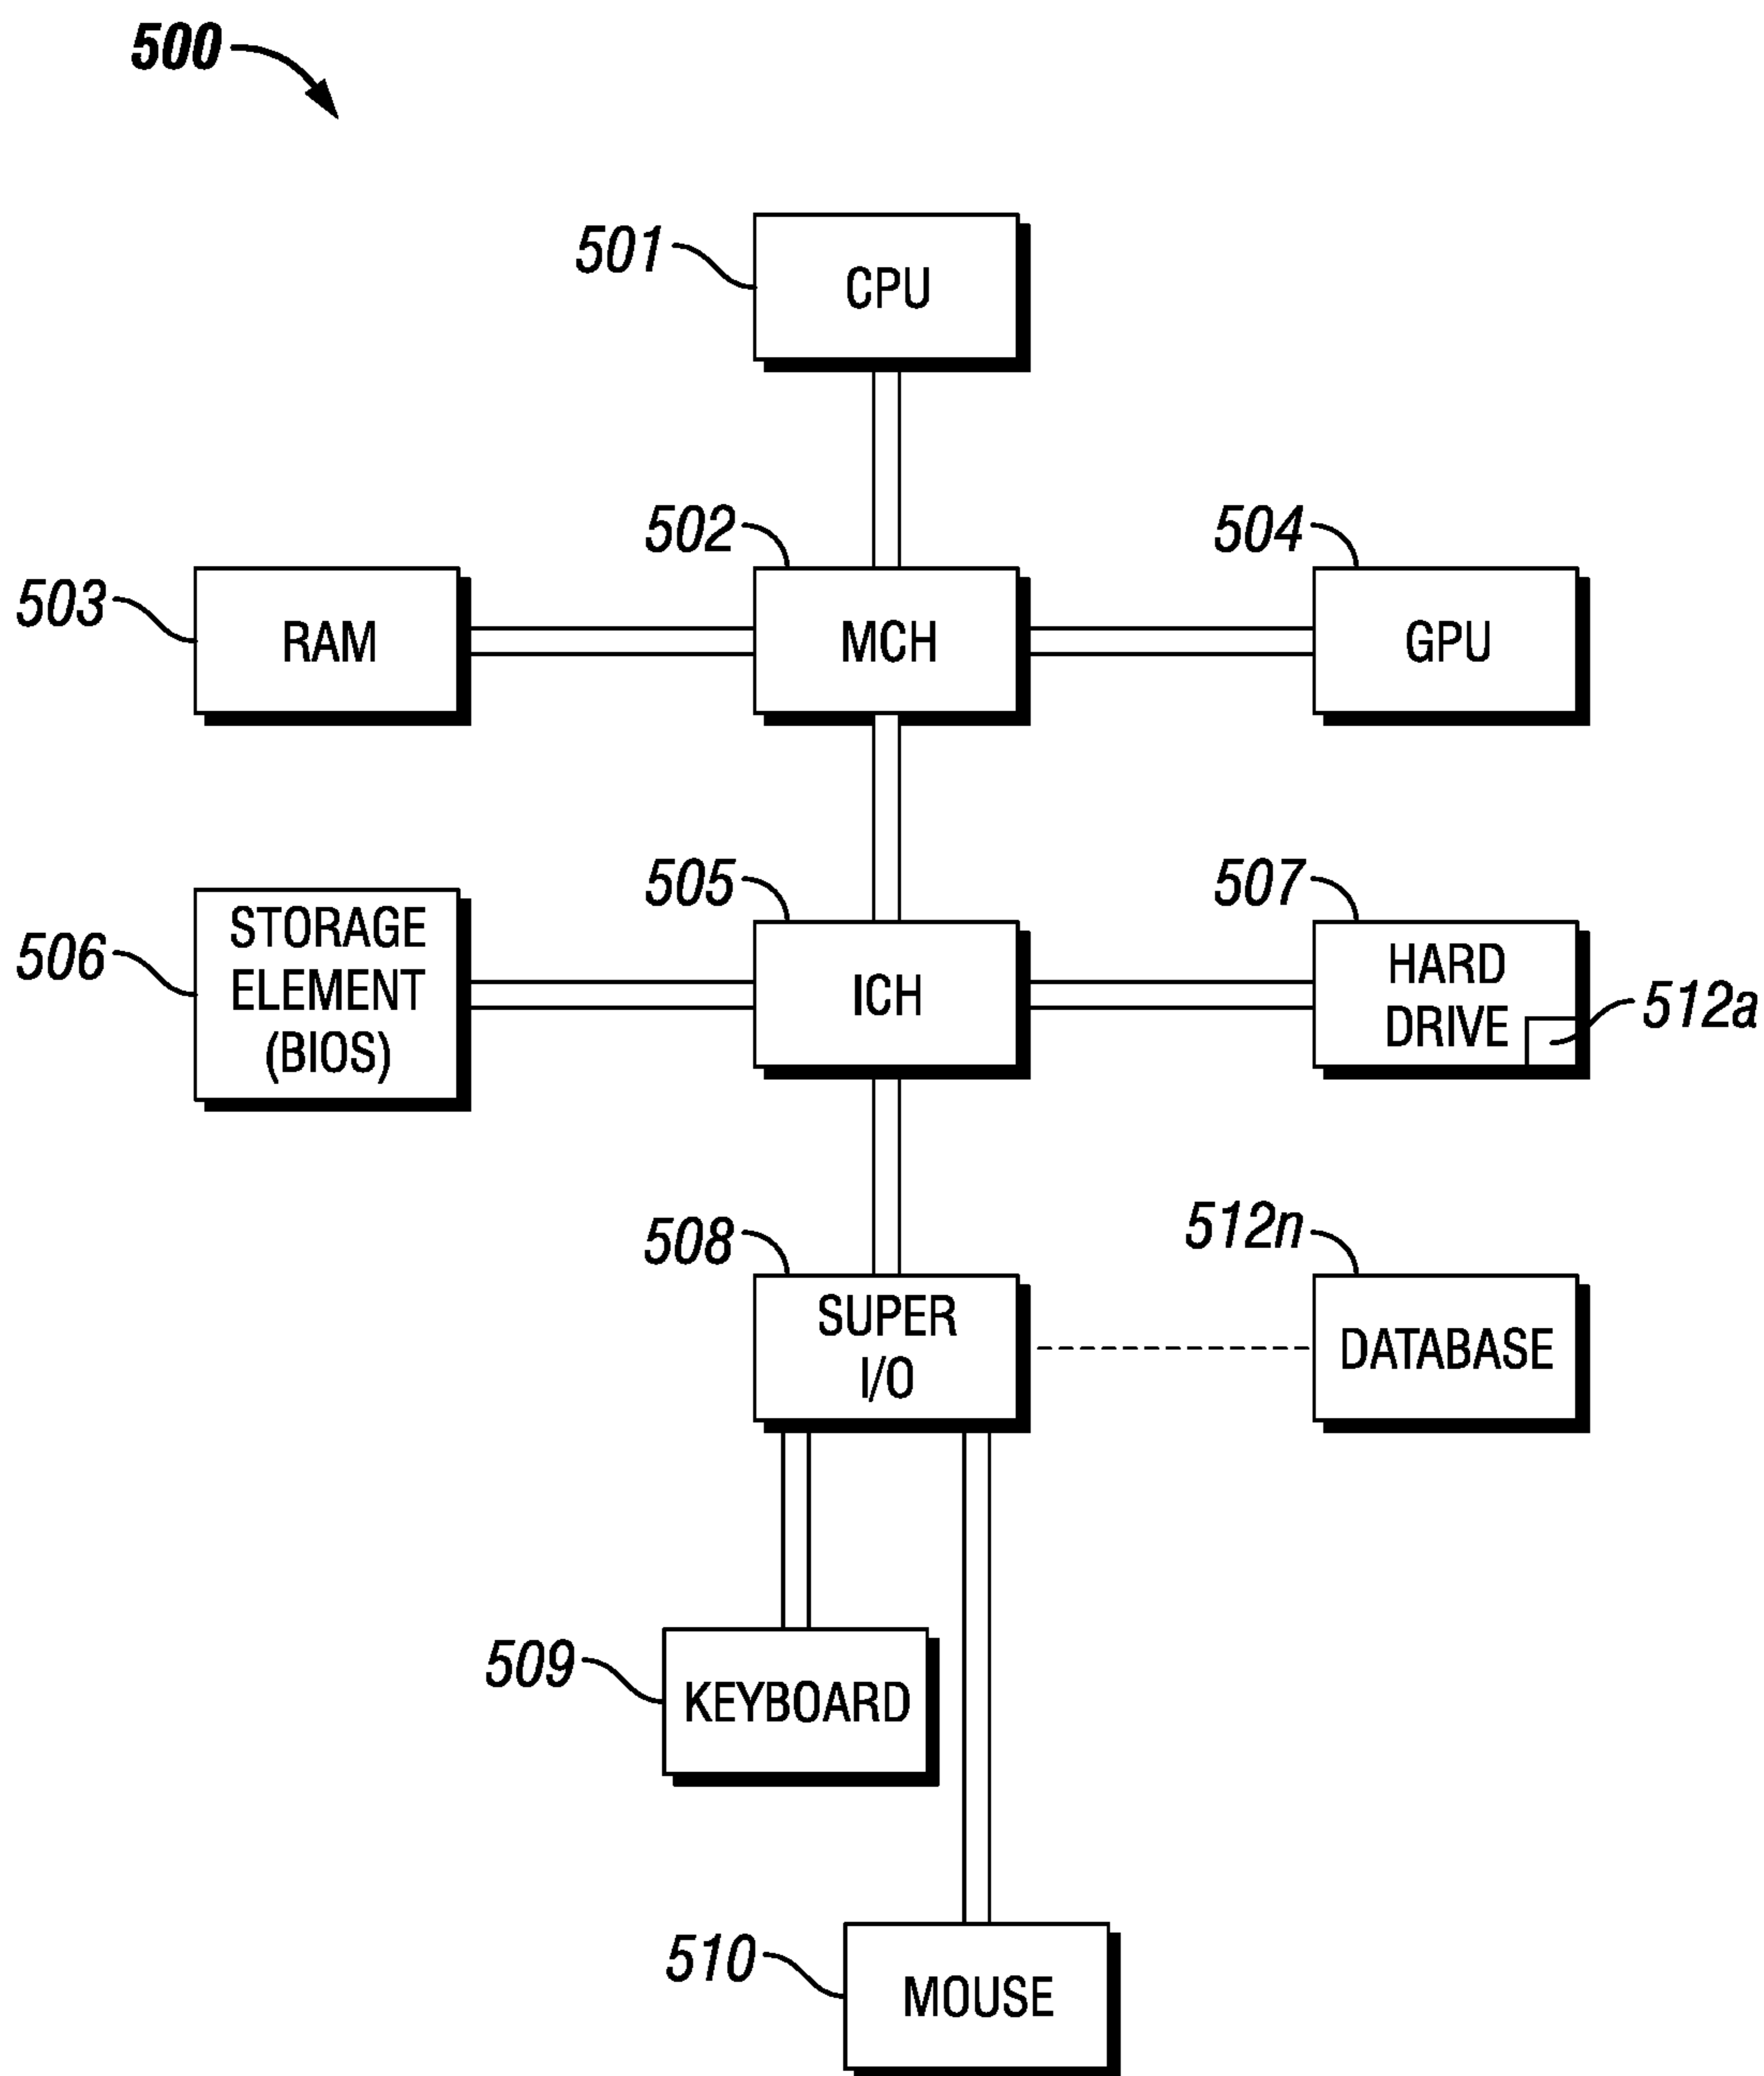 500
501
CPU
502
504
503
RAM
MCH
GPU
505
507
506
STORAGE
ELEMENT
(BIOS)
ICH
HARD
DRIVE
512a
508
512n
SUPER
I/O
DATABASE
509
KEYBOARD
510
MOUSE